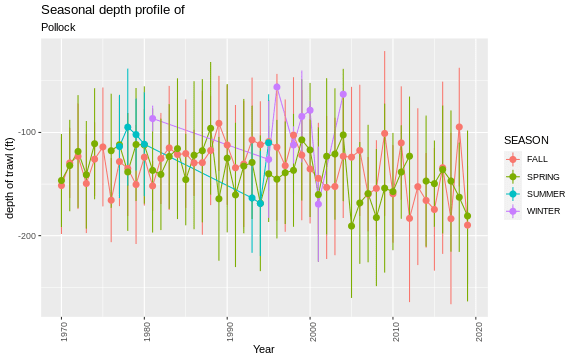 Seasonal depth profile of
Pollock
depth of trawl (ft)
-100
-200
1970
1980
1990
2000
2010
2020
Year
SEASON
FALL
SPRING
SUMMER
WINTER